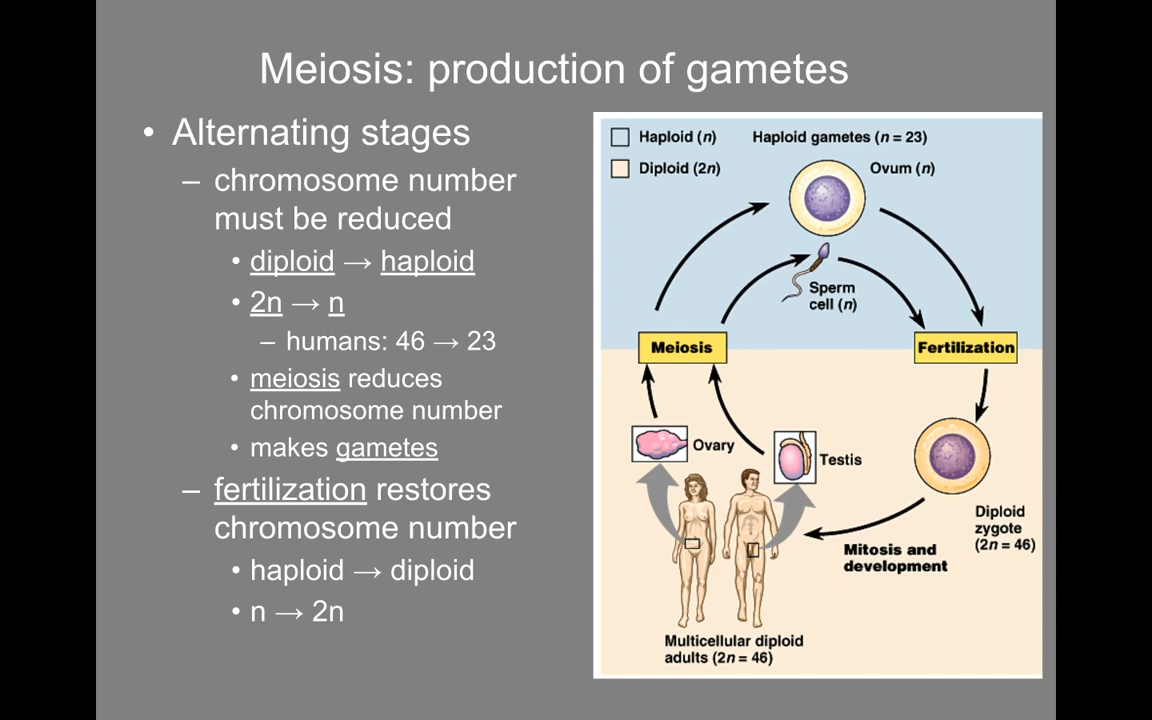 Meiosis: production of gametes
• Alternating stages
– chromosome number
must be reduced
• diploid → haploid
• 2n → n
– humans: 46 → 23
• meiosis reduces
chromosome number
• makes gametes
– fertilization restores
chromosome number
• haploid → diploid
• n → 2n
Haploid (n)
Haploid gametes (n = 23)
Diploid (2n)
Ovum (n)
Sperm
cell (n)
Meiosis
Fertilization
Ovary
Testis
Diploid
zygote
(2n = 46)
Mitosis and
development
Multicellular diploid
adults (2n = 46)